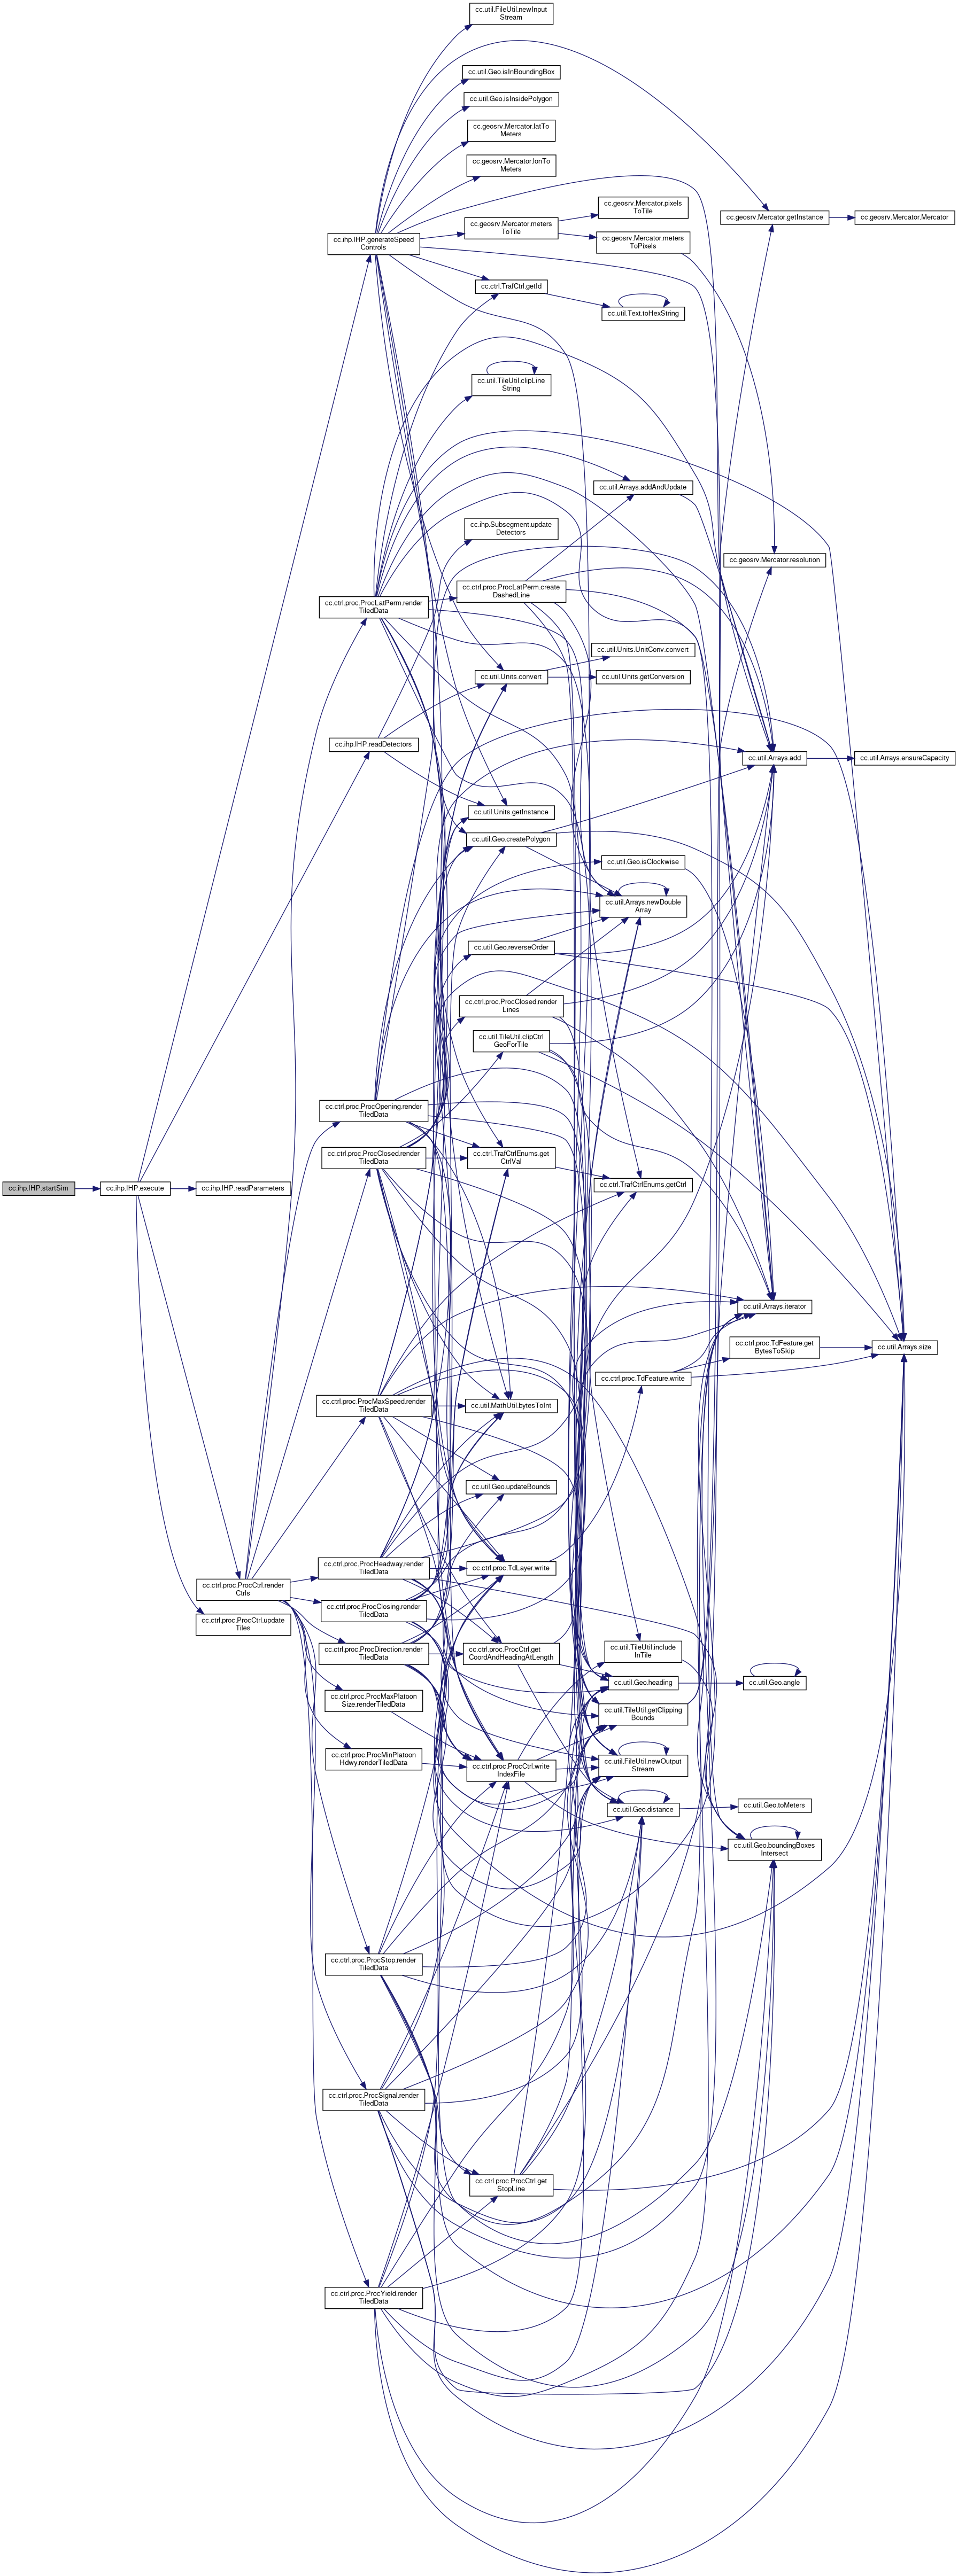 cc.util.FileUtil.newInput
Stream
cc.util.Geo.isInBoundingBox
cc.util.Geo.isInsidePolygon
cc.geosrv.Mercator.latTo
Meters
cc.geosrv.Mercator.lonTo
Meters
cc.geosrv.Mercator.pixels
ToTile
cc.geosrv.Mercator.getInstance
cc.geosrv.Mercator.Mercator
cc.geosrv.Mercator.meters
ToTile
cc.geosrv.Mercator.meters
ToPixels
cc.ihp.IHP.generateSpeed
Controls
cc.ctrl.TrafCtrl.getId
cc.util.Text.toHexString
cc.util.TileUtil.clipLine
String
cc.util.Arrays.addAndUpdate
cc.ihp.Subsegment.update
Detectors
cc.geosrv.Mercator.resolution
cc.ctrl.proc.ProcLatPerm.create
DashedLine
cc.ctrl.proc.ProcLatPerm.render
TiledData
cc.util.Units.UnitConv.convert
cc.util.Units.convert
cc.util.Units.getConversion
cc.ihp.IHP.readDetectors
cc.util.Arrays.add
cc.util.Arrays.ensureCapacity
cc.util.Units.getInstance
cc.util.Geo.createPolygon
cc.util.Geo.isClockwise
cc.util.Arrays.newDouble
Array
cc.util.Geo.reverseOrder
cc.ctrl.proc.ProcClosed.render
Lines
cc.util.TileUtil.clipCtrl
GeoForTile
cc.ctrl.proc.ProcOpening.render
TiledData
cc.ctrl.proc.ProcClosed.render
TiledData
cc.ctrl.TrafCtrlEnums.get
CtrlVal
cc.ctrl.TrafCtrlEnums.getCtrl
cc.ihp.IHP.startSim
cc.ihp.IHP.execute
cc.ihp.IHP.readParameters
cc.util.Arrays.iterator
cc.ctrl.proc.TdFeature.get
BytesToSkip
cc.util.Arrays.size
cc.ctrl.proc.TdFeature.write
cc.ctrl.proc.ProcMaxSpeed.render
TiledData
cc.util.MathUtil.bytesToInt
cc.util.Geo.updateBounds
cc.ctrl.proc.ProcHeadway.render
TiledData
cc.ctrl.proc.TdLayer.write
cc.ctrl.proc.ProcCtrl.render
Ctrls
cc.ctrl.proc.ProcClosing.render
TiledData
cc.ctrl.proc.ProcCtrl.update
Tiles
cc.ctrl.proc.ProcDirection.render
TiledData
cc.ctrl.proc.ProcCtrl.get
CoordAndHeadingAtLength
cc.util.TileUtil.include
InTile
cc.util.Geo.heading
cc.util.Geo.angle
cc.ctrl.proc.ProcMaxPlatoon
Size.renderTiledData
cc.util.TileUtil.getClipping
Bounds
cc.ctrl.proc.ProcMinPlatoon
Hdwy.renderTiledData
cc.ctrl.proc.ProcCtrl.write
IndexFile
cc.util.FileUtil.newOutput
Stream
cc.util.Geo.distance
cc.util.Geo.toMeters
cc.util.Geo.boundingBoxes
Intersect
cc.ctrl.proc.ProcStop.render
TiledData
cc.ctrl.proc.ProcSignal.render
TiledData
cc.ctrl.proc.ProcCtrl.get
StopLine
cc.ctrl.proc.ProcYield.render
TiledData